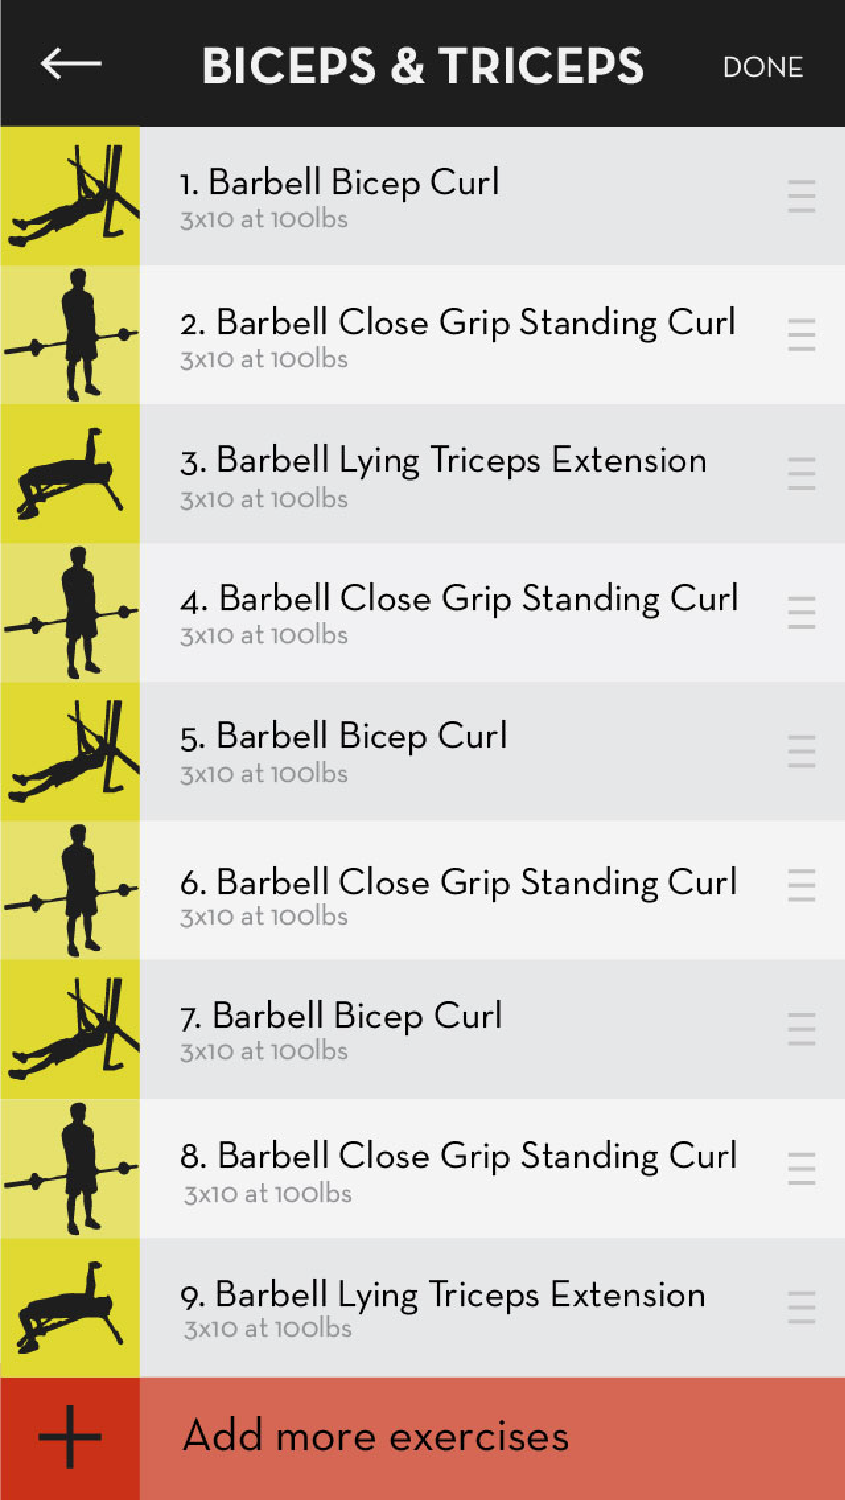 BICEPS & TRICEPS
DONE
1. Barbell Bicep Curl
3x10 at 100lbs
2. Barbell Close Grip Standing Curl
3x10 at 100lbs
3. Barbell Lying Triceps Extension
3x10 at 100lbs
4. Barbell Close Grip Standing Curl
3x10 at 100lbs
5. Barbell Bicep Curl
3x10 at 100lbs
6. Barbell Close Grip Standing Curl
3x10 at 100lbs
7. Barbell Bicep Curl
3x10 at 100lbs
8. Barbell Close Grip Standing Curl
3x10 at 100lbs
9. Barbell Lying Triceps Extension
3x10 at 100lbs
Add more exercises